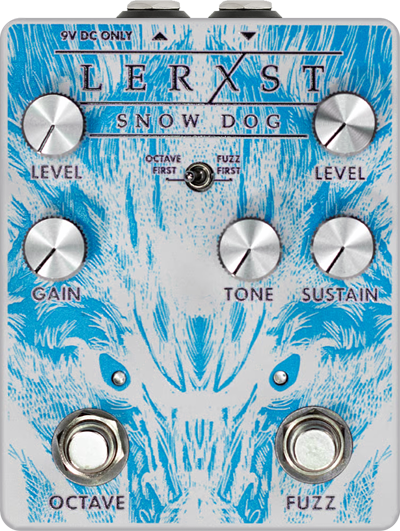 9V DC ONLY
LERXST
SNOW DOG
OCTAVE FIRST
FUZZ FIRST
LEVEL
LEVEL
GAIN
TONE
SUSTAIN
OCTAVE
FUZZ